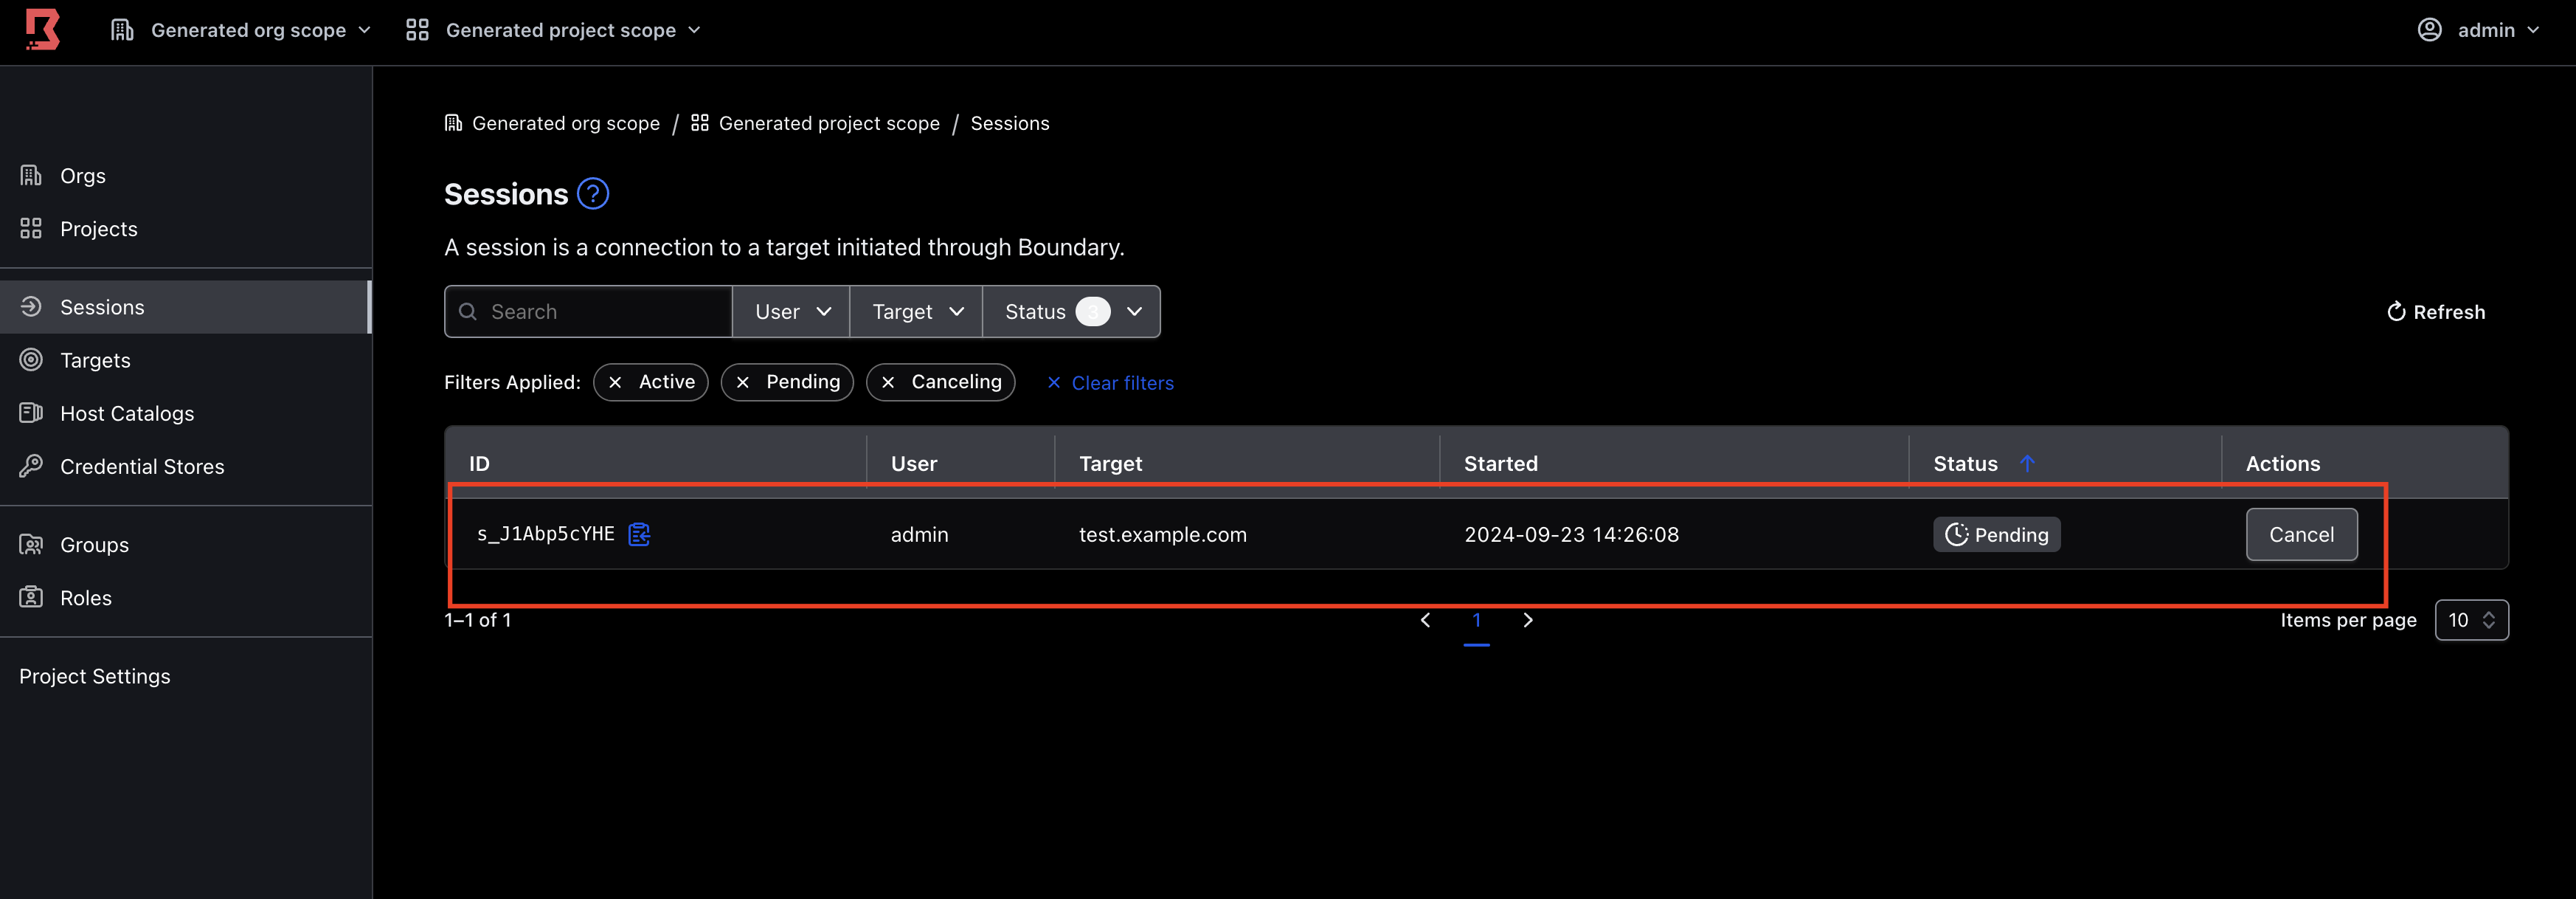 Generated org scope Generated project scope admin
Generated org scope / Generated project scope / Sessions
Orgs
Projects
Sessions
Targets
Host Catalogs
Credential Stores
Groups
Roles
Project Settings
Sessions ?
A session is a connection to a target initiated through Boundary.
Search User Target Status 3 Refresh
Filters Applied: Active Pending Canceling Clear filters
ID User Target Started Status Actions
s_J1Abp5cYHE admin test.example.com 2024-09-23 14:26:08 Pending Cancel
1–1 of 1 1 Items per page 10